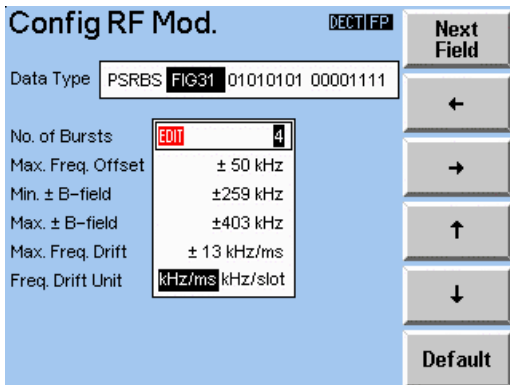 Config RF Mod. DECT FP
Data Type PSRBS FIG31 01010101 00001111
No. of Bursts EDIT 4
Max. Freq. Offset ± 50 kHz
Min. ± B-field ±259 kHz
Max. ± B-field ±403 kHz
Max. Freq. Drift ± 13 kHz/ms
Freq. Drift Unit kHz/ms kHz/slot
Next
Field
←
→
↑
↓
Default